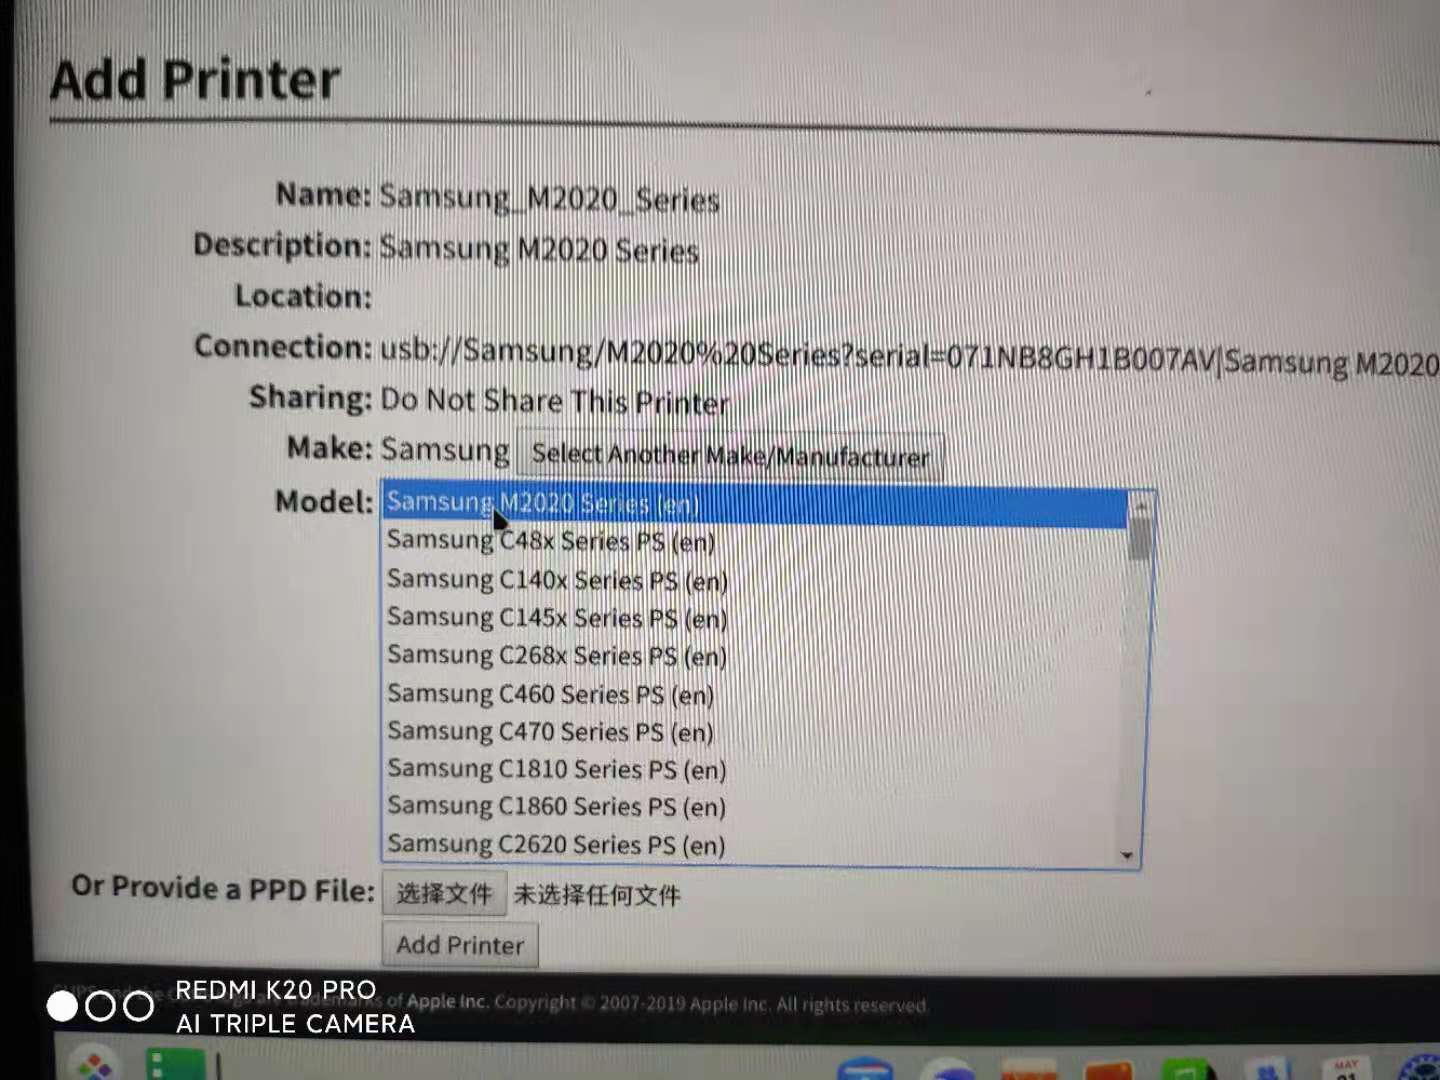 Add Printer
Name: Samsung_M2020_Series
Description: Samsung M2020 Series
Location:
Connection: usb://Samsung/M2020%20Series?serial=071NB8GH1B007AV|Samsung M2020
Sharing: Do Not Share This Printer
Make: Samsung Select Another Make/Manufacturer
Model: Samsung M2020 Series (en)
Samsung C48x Series PS (en)
Samsung C140x Series PS (en)
Samsung C145x Series PS (en)
Samsung C268x Series PS (en)
Samsung C460 Series PS (en)
Samsung C470 Series PS (en)
Samsung C1810 Series PS (en)
Samsung C1860 Series PS (en)
Samsung C2620 Series PS (en)
Or Provide a PPD File: 选择文件 未选择任何文件
Add Printer
of Apple Inc. Copyright © 2007-2019 Apple Inc. All rights reserved.
REDMI K20 PRO
AI TRIPLE CAMERA
MAY